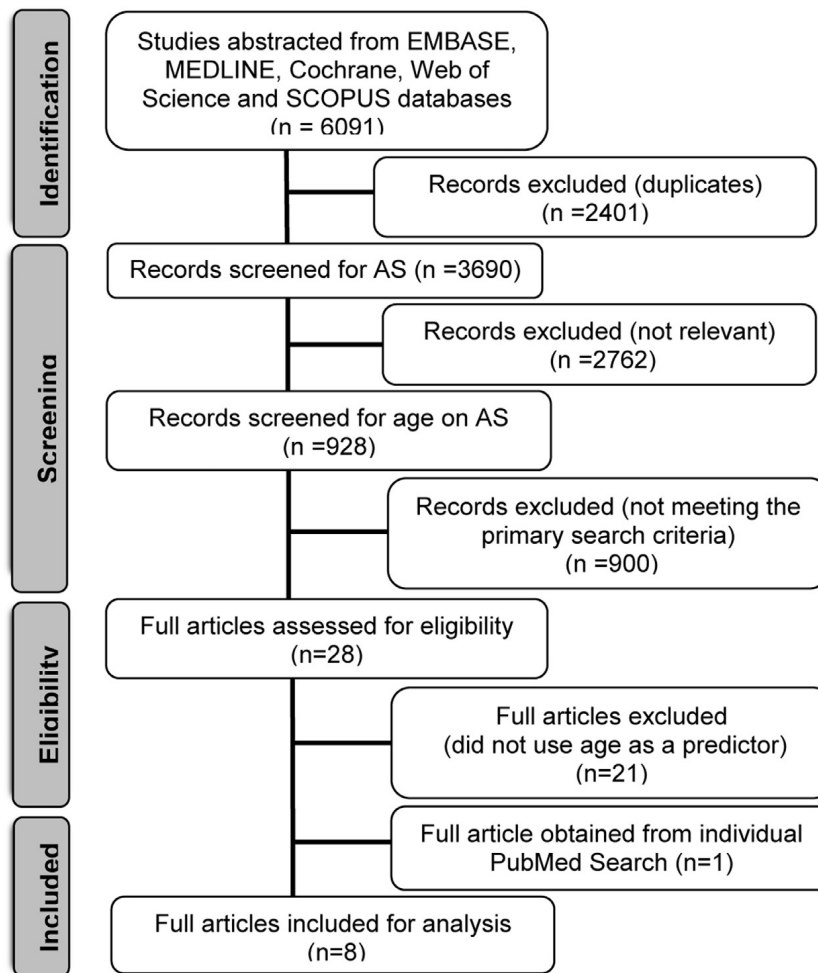 Identification
Studies abstracted from EMBASE,
MEDLINE, Cochrane, Web of
Science and SCOPUS databases
(n = 6091)
Records excluded (duplicates)
(n =2401)
Screening
Records screened for AS (n =3690)
Records excluded (not relevant)
(n =2762)
Records screened for age on AS
(n =928)
Records excluded (not meeting the
primary search criteria)
(n =900)
Eligibility
Full articles assessed for eligibility
(n=28)
Full articles excluded
(did not use age as a predictor)
(n=21)
Included
Full article obtained from individual
PubMed Search (n=1)
Full articles included for analysis
(n=8)